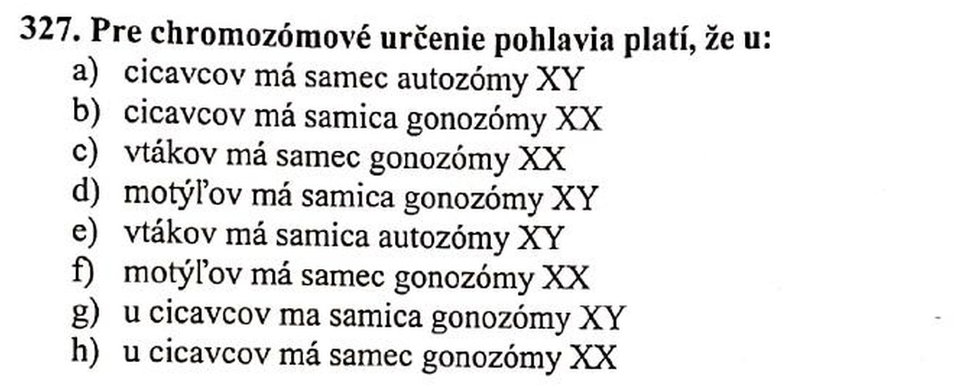 327. Pre chromozómové určenie pohlavia platí, že u:
a) cicavcov má samec autozómy XY
b) cicavcov má samica gonozómy XX
c) vtákov má samec gonozómy XX
d) motýľov má samica gonozómy XY
e) vtákov má samica autozómy XY
f) motýľov má samec gonozómy XX
g) u cicavcov ma samica gonozómy XY
h) u cicavcov má samec gonozómy XX